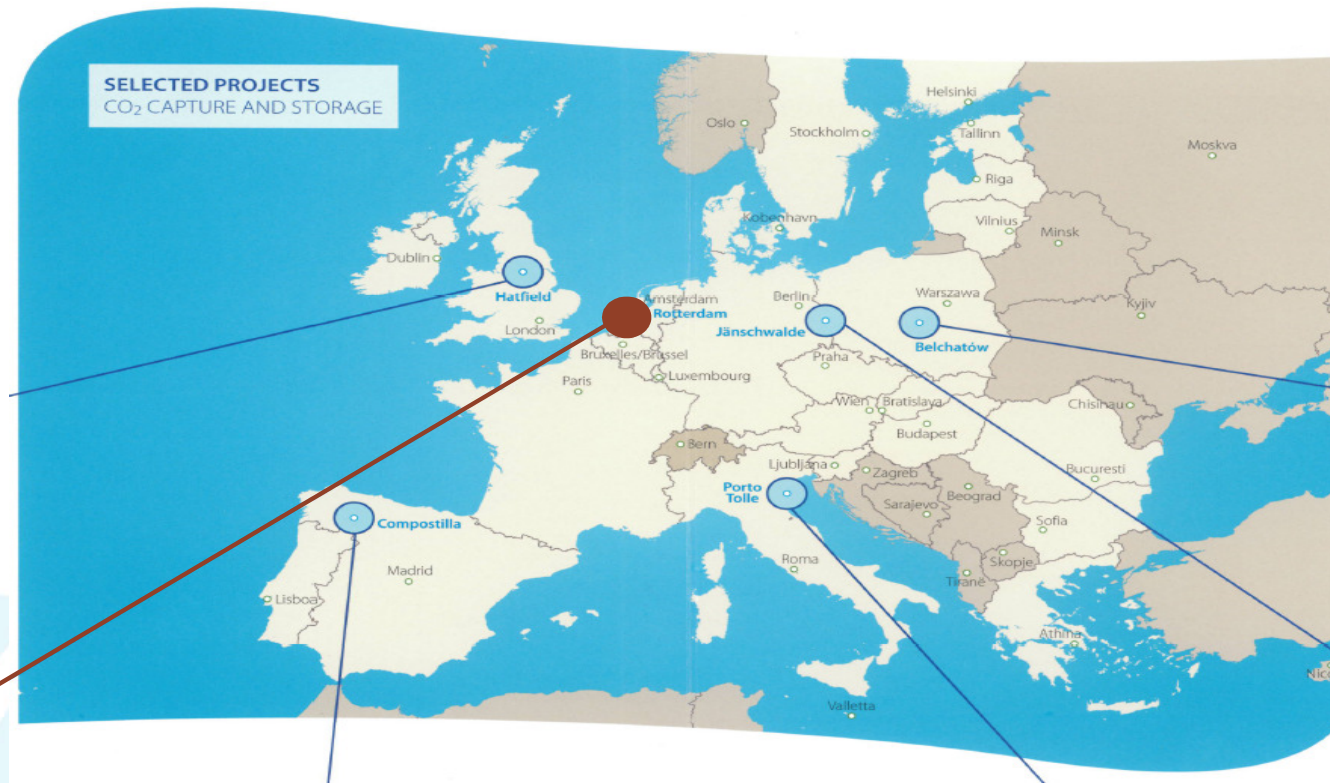 SELECTED PROJECTS
CO₂ CAPTURE AND STORAGE
Helsinki
Oslo
Stockholm
Tallinn
Moskva
Riga
Kobenhavn
Vilnius
Minsk
Dublin
Hatfield
Amsterdam
Rotterdam
Berlin
Warszawa
Kyjiv
London
Jänschwalde
Belchatów
Bruxelles/Brussel
Praha
Luxembourg
Paris
Wien
Bratislava
Chisinau
Budapest
Bern
Ljubljana
Zagreb
Bucuresti
Porto
Tolle
Beograd
Sarajevo
Sofia
Compostilla
Skopje
Roma
Madrid
Tiranë
Lisboa
Athina
Valletta